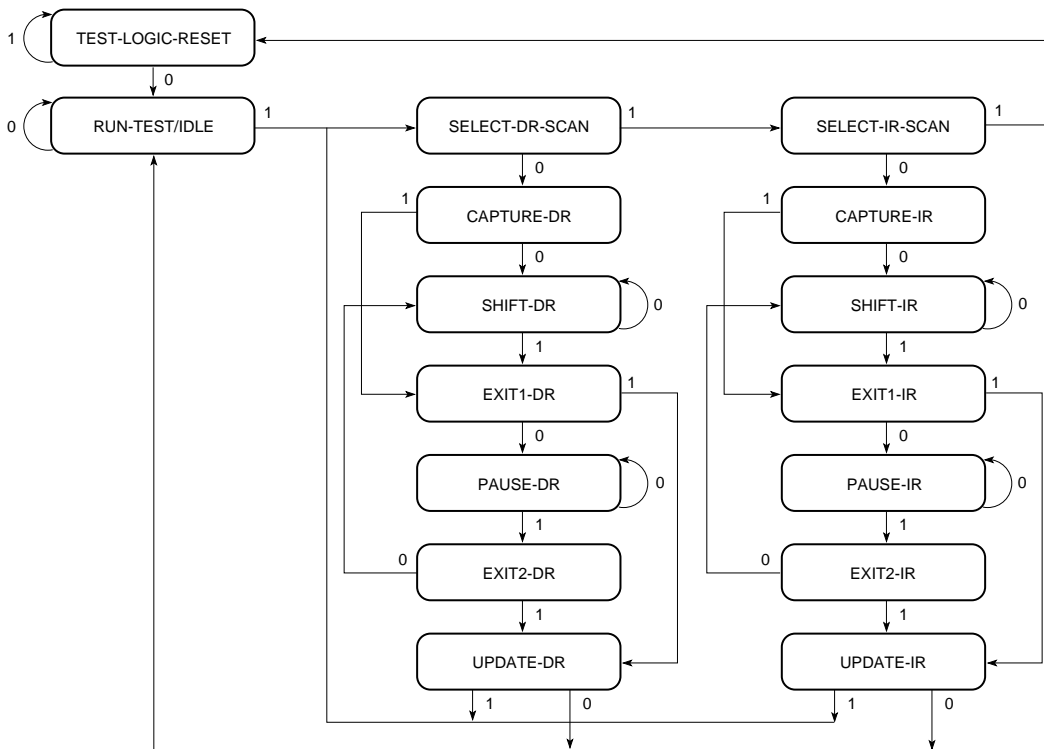 1 TEST-LOGIC-RESET
0
0 RUN-TEST/IDLE 1 SELECT-DR-SCAN 1 SELECT-IR-SCAN 1
0 0
1 CAPTURE-DR 1 CAPTURE-IR
0 0
SHIFT-DR 0 SHIFT-IR 0
1 1
EXIT1-DR 1 EXIT1-IR 1
0 0
PAUSE-DR 0 PAUSE-IR 0
1 1
0 EXIT2-DR 0 EXIT2-IR
1 1
UPDATE-DR UPDATE-IR
1 0 1 0